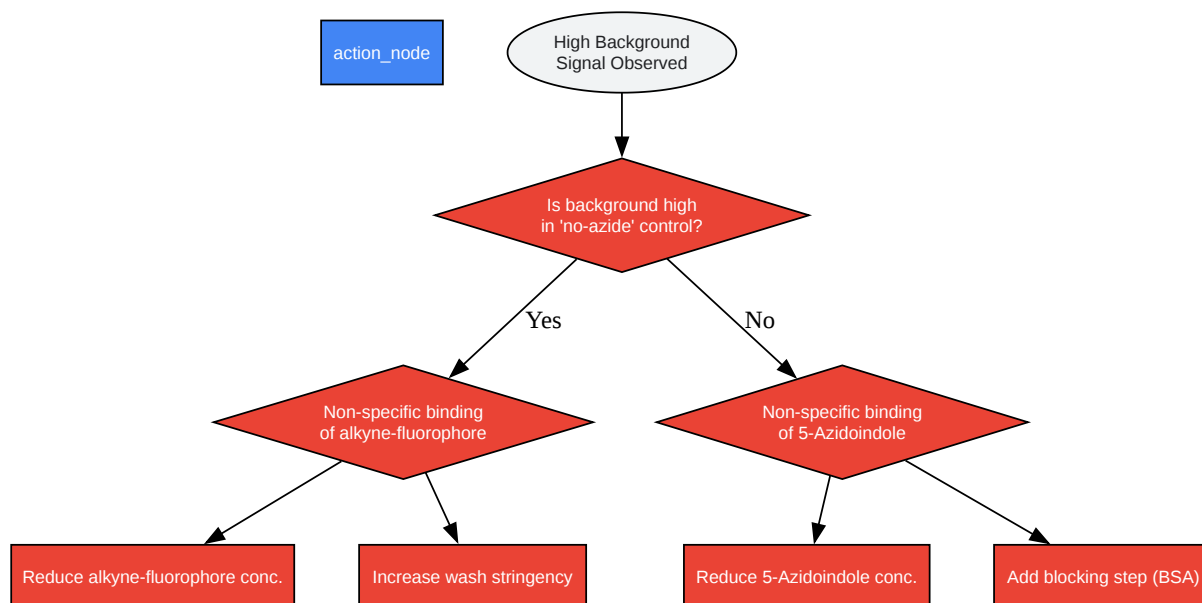 action_node
High Background
Signal Observed
Is background high
in 'no-azide' control?
Yes
No
Non-specific binding
of alkyne-fluorophore
Non-specific binding
of 5-Azidoindole
Reduce alkyne-fluorophore conc.
Increase wash stringency
Reduce 5-Azidoindole conc.
Add blocking step (BSA)